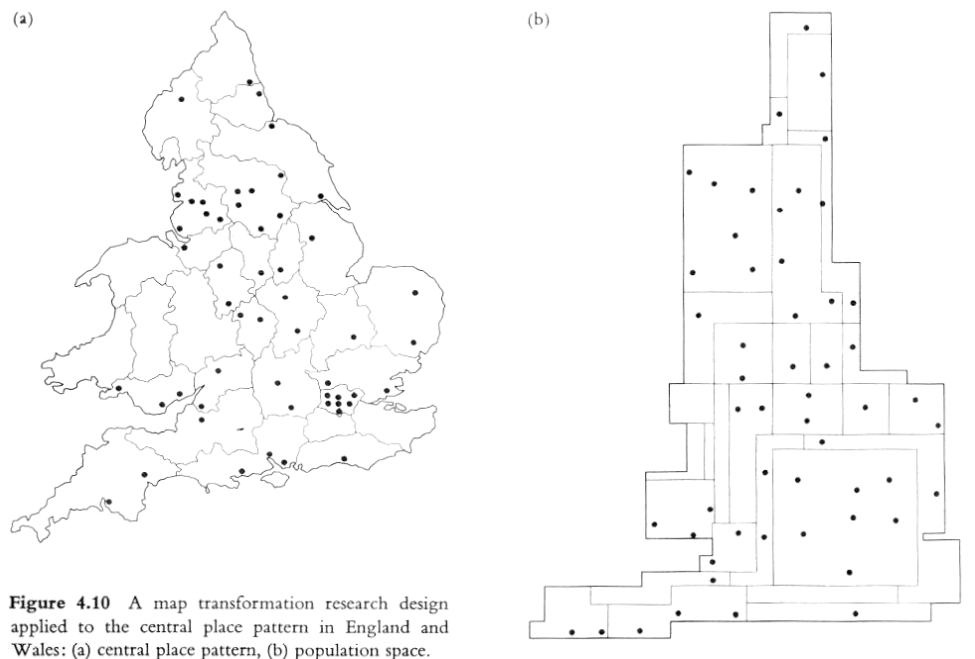 (a)
(b)
Figure 4.10 A map transformation research design
applied to the central place pattern in England and
Wales: (a) central place pattern, (b) population space.